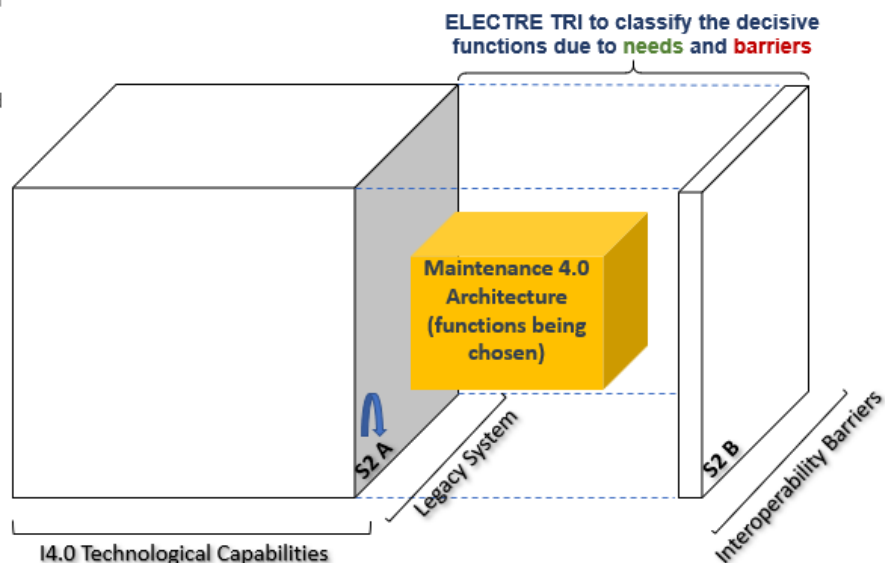 ELECTRE TRI to classify the decisive
functions due to needs and barriers
Maintenance 4.0
Architecture
(functions being
chosen)
S2 A
Legacy System
S2 B
Interoperability Barriers
I4.0 Technological Capabilities